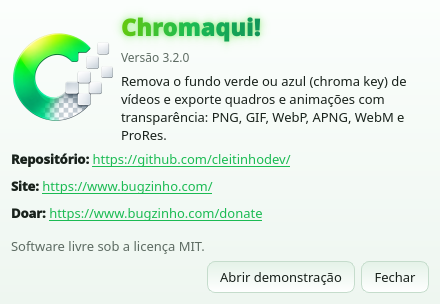 Chromaqui!
Versão 3.2.0
Remova o fundo verde ou azul (chroma key) de
vídeos e exporte quadros e animações com
transparência: PNG, GIF, WebP, APNG, WebM e
ProRes.
Repositório: https://github.com/cleitinhodev/
Site: https://www.bugzinho.com/
Doar: https://www.bugzinho.com/donate
Software livre sob a licença MIT.
Abrir demonstração Fechar